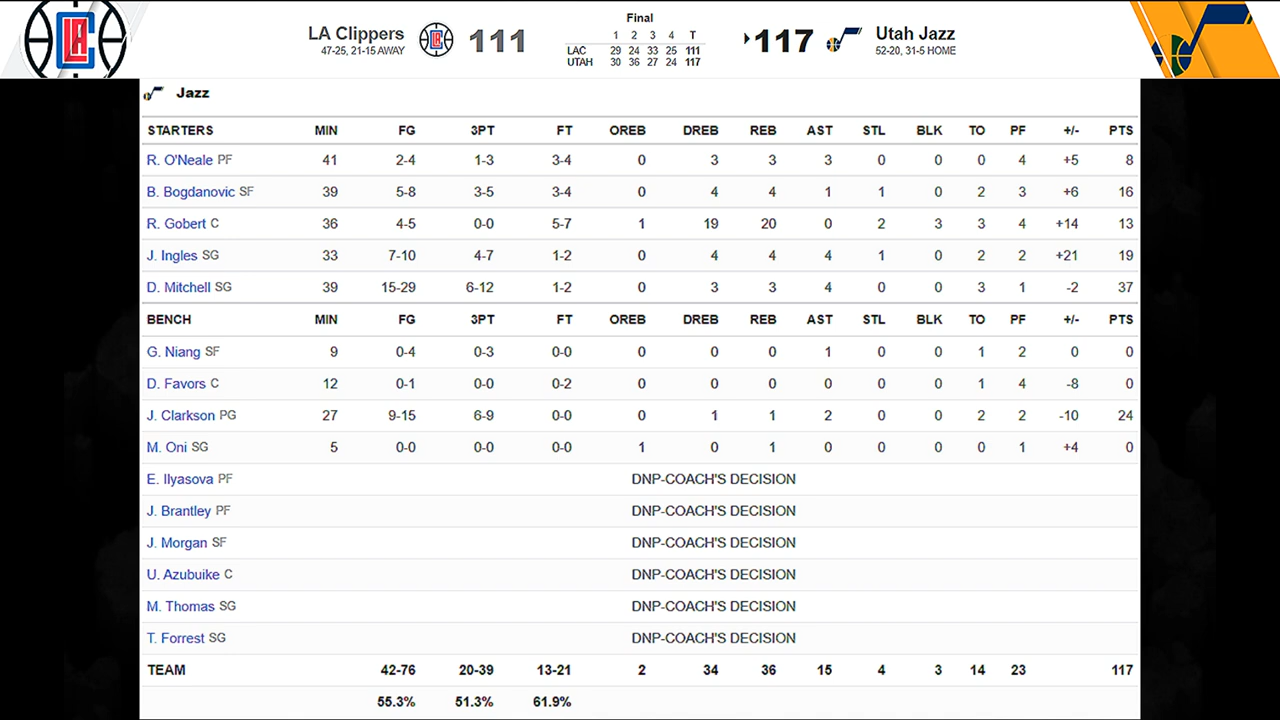 Final
LA Clippers 111 117 Utah Jazz
47-25, 21-15 AWAY 52-20, 31-5 HOME
1 2 3 4 T
LAC 29 24 33 25 111
UTAH 30 36 27 24 117
LA
Jazz
STARTERS MIN FG 3PT FT OREB DREB REB AST STL BLK TO PF +/- PTS
R. O'Neale PF 41 2-4 1-3 3-4 0 3 3 3 0 0 0 4 +5 8
B. Bogdanovic SF 39 5-8 3-5 3-4 0 4 4 1 1 0 2 3 +6 16
R. Gobert C 36 4-5 0-0 5-7 1 19 20 0 2 3 3 4 +14 13
J. Ingles SG 33 7-10 4-7 1-2 0 4 4 4 1 0 2 2 +21 19
D. Mitchell SG 39 15-29 6-12 1-2 0 3 3 4 0 0 3 1 -2 37
BENCH MIN FG 3PT FT OREB DREB REB AST STL BLK TO PF +/- PTS
G. Niang SF 9 0-4 0-3 0-0 0 0 0 1 0 0 1 2 0 0
D. Favors C 12 0-1 0-0 0-2 0 0 0 0 0 0 1 4 -8 0
J. Clarkson PG 27 9-15 6-9 0-0 0 1 1 2 0 0 2 2 -10 24
M. Oni SG 5 0-0 0-0 0-0 1 0 1 0 0 0 0 1 +4 0
E. Ilyasova PF DNP-COACH'S DECISION
J. Brantley PF DNP-COACH'S DECISION
J. Morgan SF DNP-COACH'S DECISION
U. Azubuike C DNP-COACH'S DECISION
M. Thomas SG DNP-COACH'S DECISION
T. Forrest SG DNP-COACH'S DECISION
TEAM 42-76 20-39 13-21 2 34 36 15 4 3 14 23 117
55.3% 51.3% 61.9%